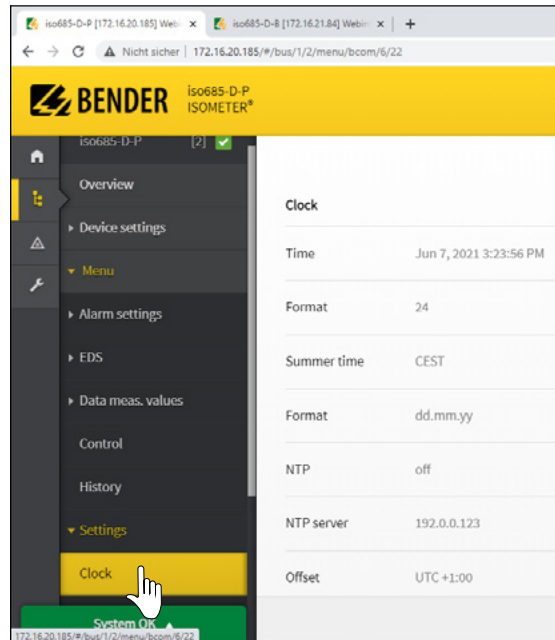 iso685-D-P [172.16.20.185] Web
iso685-D-B [172.16.21.84] Webin
Nicht sicher | 172.16.20.185/#/bus/1/2/menu/bcom/6/22
BENDER
iso685-D-P
ISOMETER®
iso685-D-P [2]
Overview
Device settings
Menu
Alarm settings
EDS
Data meas. values
Control
History
Settings
Clock
System OK
172.16.20.185/#/bus/1/2/menu/bcom/6/22
Clock
Time Jun 7, 2021 3:23:56 PM
Format 24
Summer time CEST
Format dd.mm.yy
NTP off
NTP server 192.0.0.123
Offset UTC +1:00